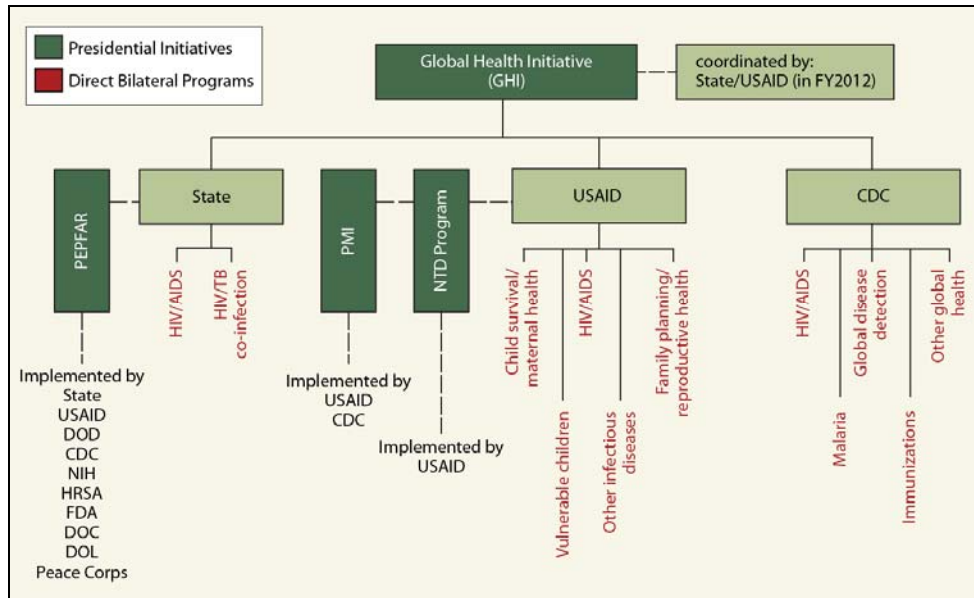 Presidential Initiatives
Direct Bilateral Programs
Global Health Initiative
(GHI)
coordinated by:
State/USAID (in FY2012)
PEPFAR
State
PMI
NTD Program
USAID
CDC
HIV/AIDS
HIV/TB
co-infection
Child survival/
maternal health
Vulnerable children
HIV/AIDS
Other infectious
diseases
Family planning/
reproductive health
HIV/AIDS
Malaria
Global disease
detection
Immunizations
Other global
health
Implemented by
State
USAID
DOD
CDC
NIH
HRSA
FDA
DOC
DOL
Peace Corps
Implemented by
USAID
CDC
Implemented by
USAID